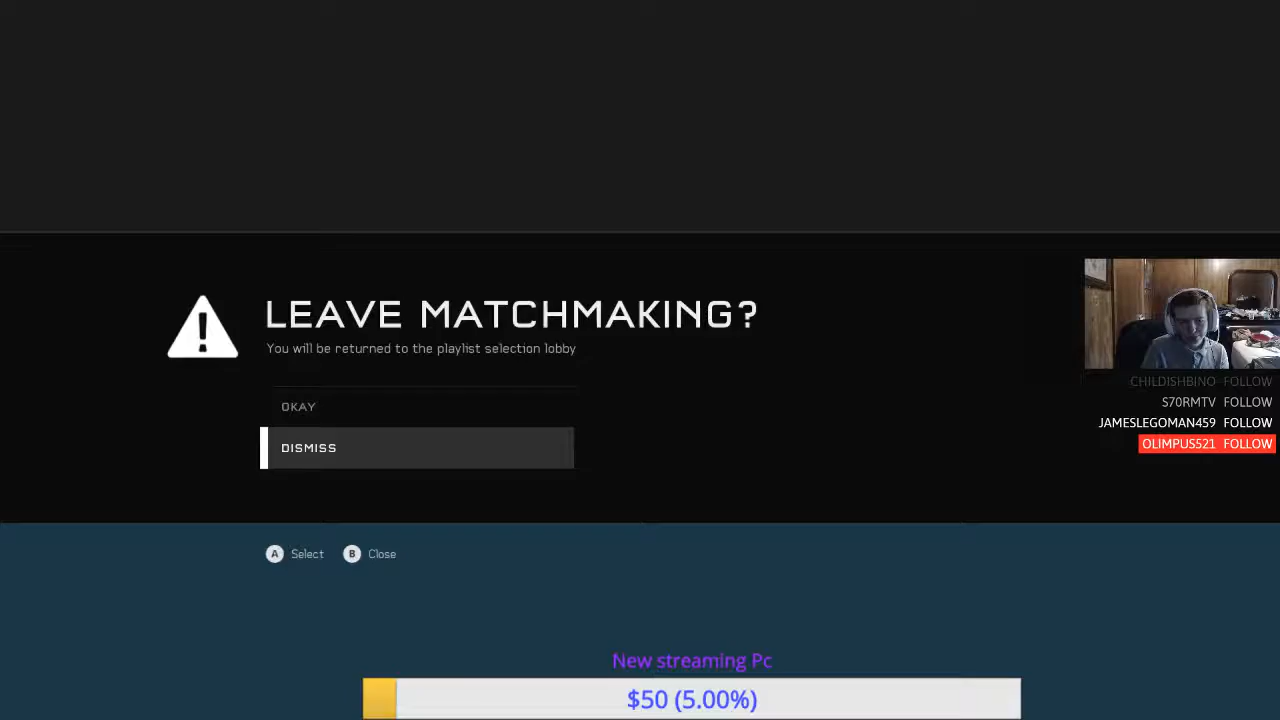 LEAVE MATCHMAKING?
You will be returned to the playlist selection lobby
OKAY
DISMISS
A Select B Close
CHILDISHBINO FOLLOW
S70RMTV FOLLOW
JAMESLEGOMAN459 FOLLOW
OLIMPUS521 FOLLOW
New streaming Pc
$50 (5.00%)